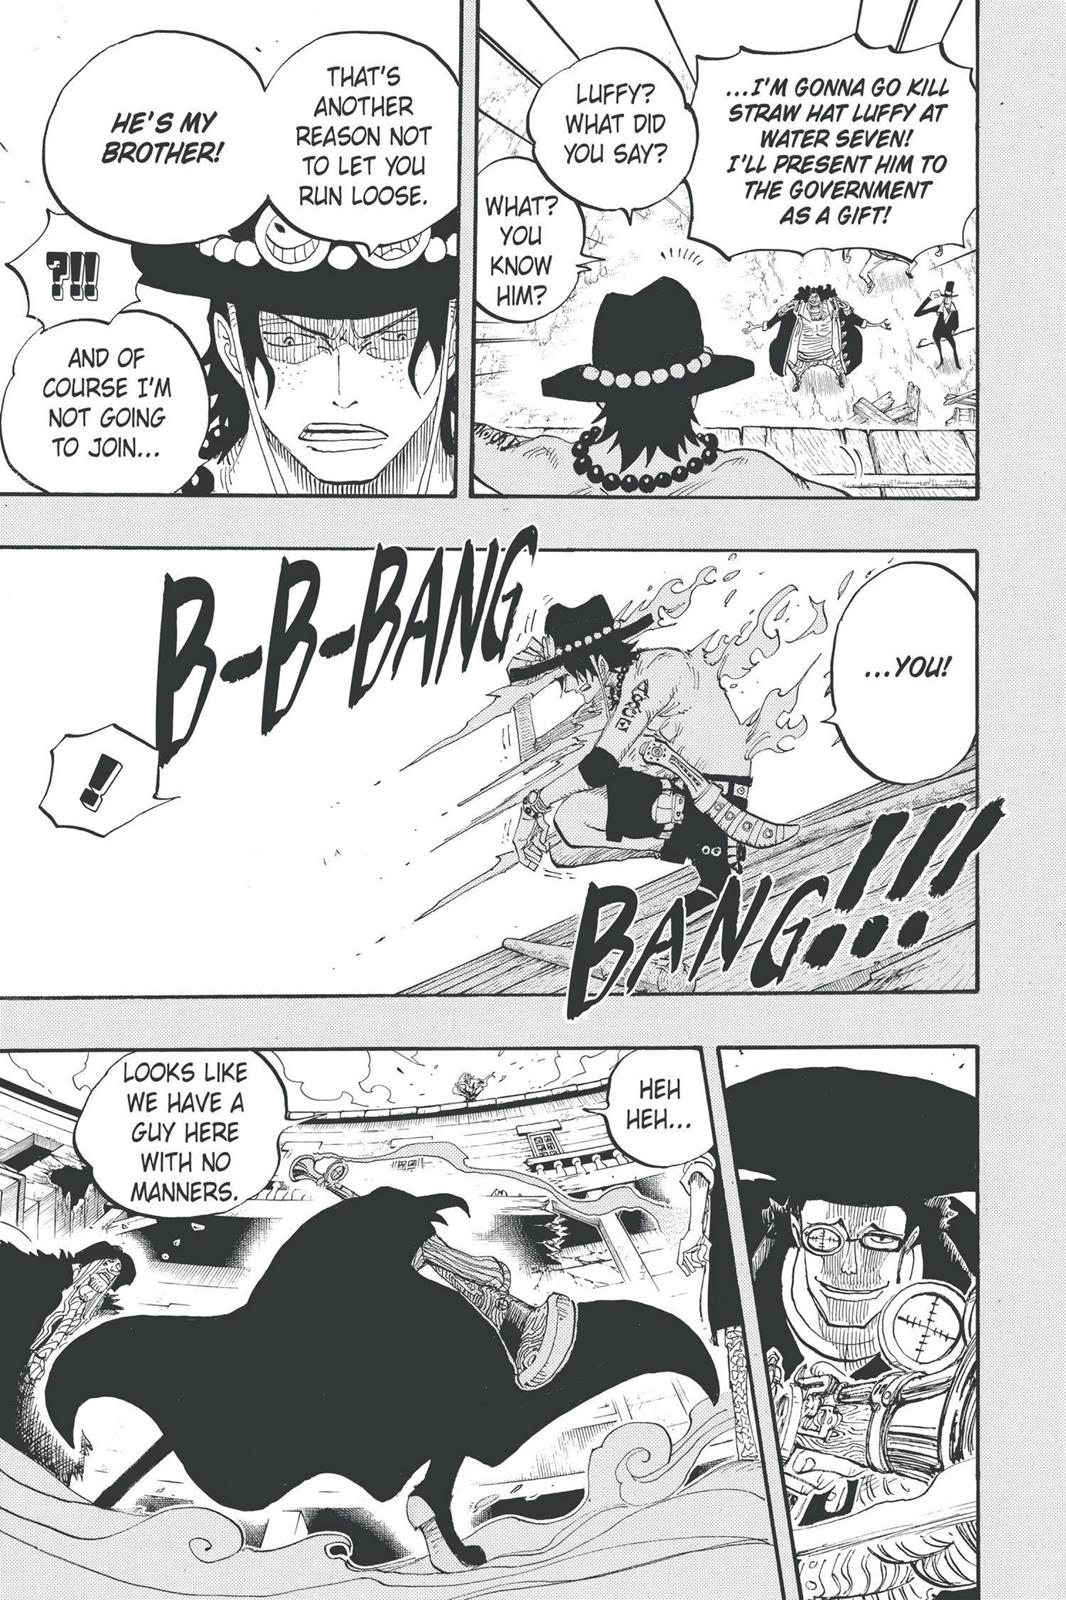 ...I'M GONNA GO KILL
STRAW HAT LUFFY AT
WATER SEVEN!
I'LL PRESENT HIM TO
THE GOVERNMENT
AS A GIFT!
LUFFY?
WHAT DID
YOU SAY?
WHAT?
YOU
KNOW
HIM?
THAT'S
ANOTHER
REASON NOT
TO LET YOU
RUN LOOSE.
HE'S MY
BROTHER!
?!!
AND OF
COURSE I'M
NOT GOING
TO JOIN...
...YOU!
B-B-BANG
ASCE
!
BANG!!!
HEH
HEH...
LOOKS LIKE
WE HAVE A
GUY HERE
WITH NO
MANNERS.